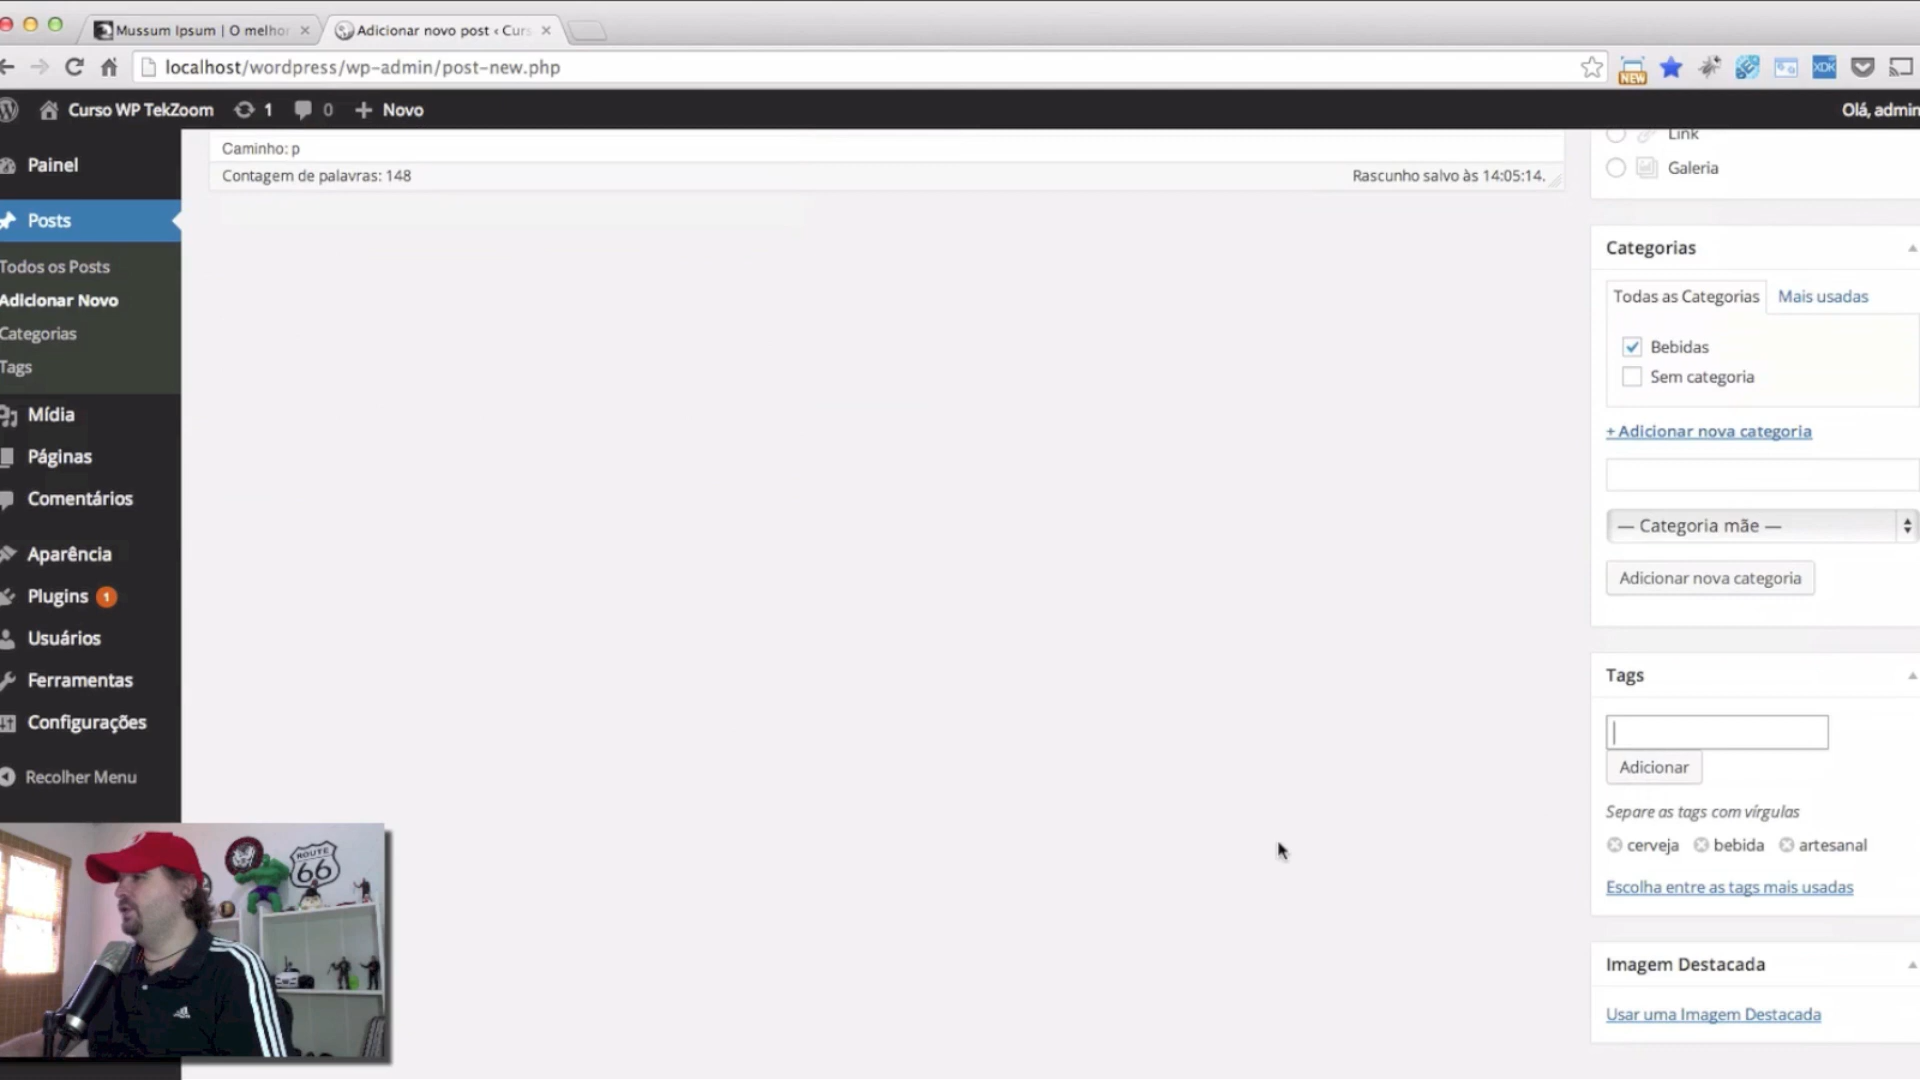 Mussum Ipsum | O melho
Adicionar novo post ‹ Curs
localhost/wordpress/wp-admin/post-new.php
NEW
XDK
Curso WP TekZoom
1
0
+ Novo
Olá, admin
Painel
Posts
Todos os Posts
Adicionar Novo
Categorias
Tags
Mídia
Páginas
Comentários
Aparência
Plugins 1
Usuários
Ferramentas
Configurações
Recolher Menu
Caminho: p
Contagem de palavras: 148
Rascunho salvo às 14:05:14.
Link
Galeria
Categorias
Todas as Categorias
Mais usadas
Bebidas
Sem categoria
+ Adicionar nova categoria
— Categoria mãe —
Adicionar nova categoria
Tags
Adicionar
Separe as tags com vírgulas
cerveja bebida artesanal
Escolha entre as tags mais usadas
Imagem Destacada
Usar uma Imagem Destacada
ROUTE
66